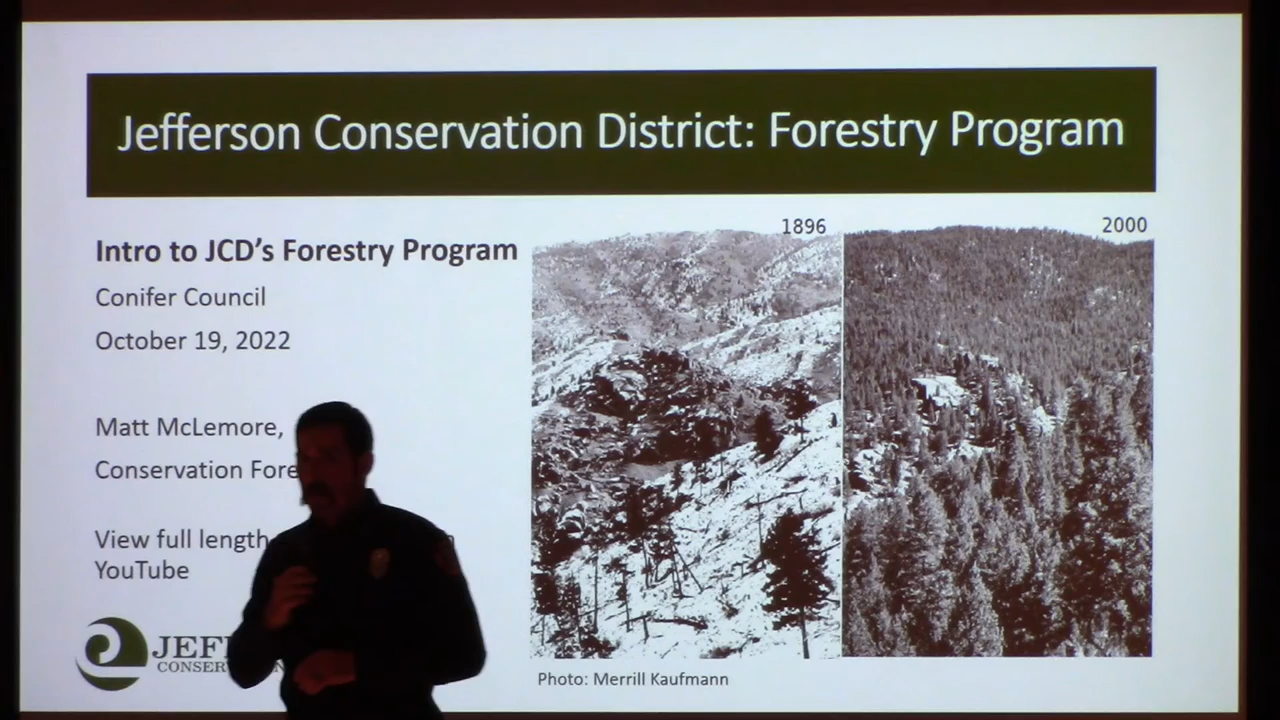 Jefferson Conservation District: Forestry Program
Intro to JCD's Forestry Program
Conifer Council
October 19, 2022
Matt McLemore,
Conservation Fore
View full length
YouTube
JEF
CONSER
1896
2000
Photo: Merrill Kaufmann